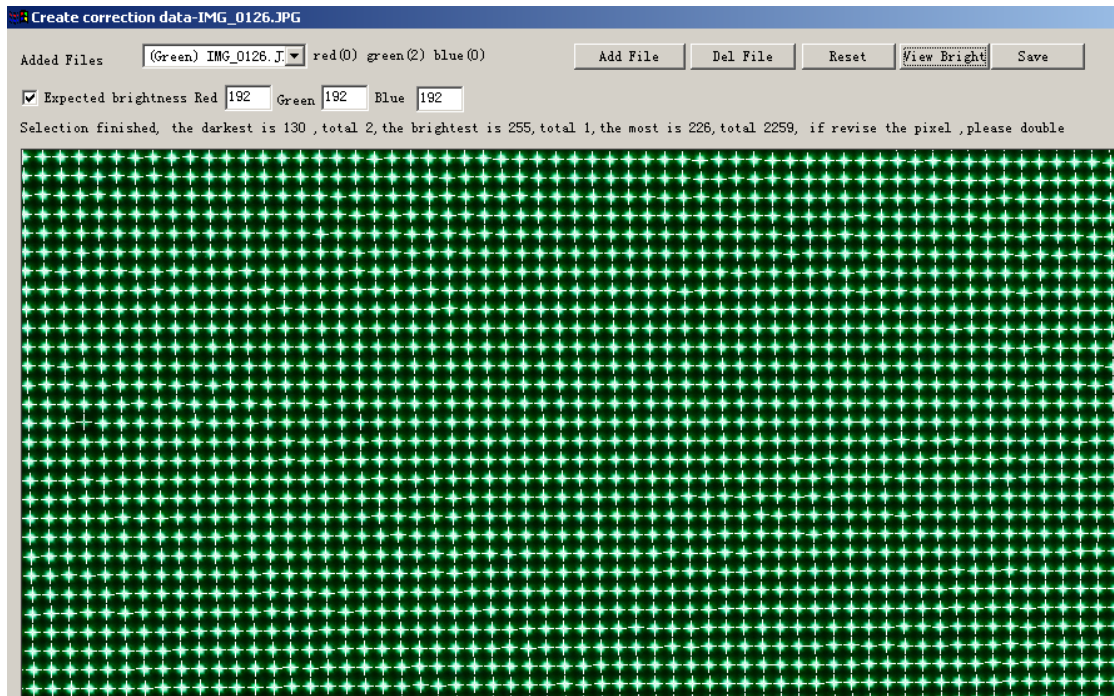 Create correction data-IMG_0126.JPG
Added Files (Green) IMG_0126.J red(0) green(2) blue(0) Add File Del File Reset View Bright Save
Expected brightness Red 192 Green 192 Blue 192
Selection finished, the darkest is 130 ,total 2,the brightest is 255,total 1,the most is 226,total 2259, if revise the pixel ,please double